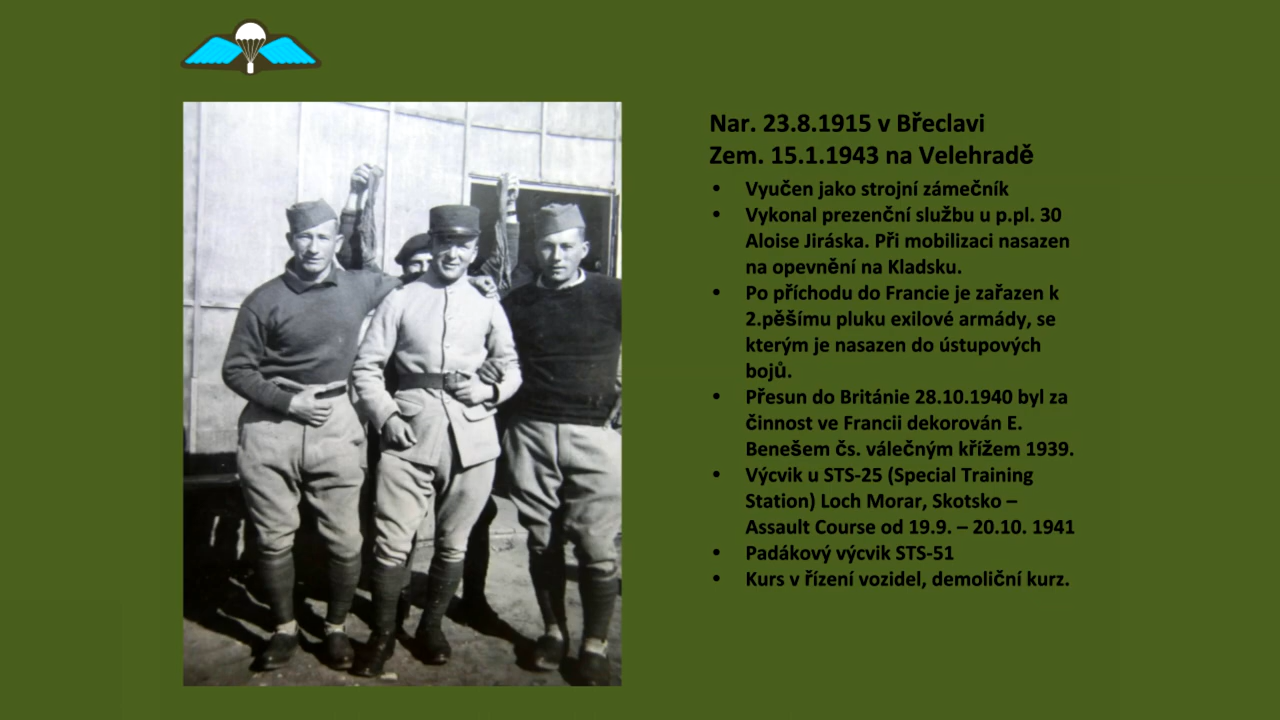 Nar. 23.8.1915 v Břeclavi
Zem. 15.1.1943 na Velehradě
• Vyučen jako strojní zámečník
• Vykonal prezenční službu u p.pl. 30
Aloise Jiráska. Při mobilizaci nasazen
na opevnění na Kladsku.
• Po příchodu do Francie je zařazen k
2.pěšímu pluku exilové armády, se
kterým je nasazen do ústupových
bojů.
• Přesun do Británie 28.10.1940 byl za
činnost ve Francii dekorován E.
Benešem čs. válečným křížem 1939.
• Výcvik u STS-25 (Special Training
Station) Loch Morar, Skotsko –
Assault Course od 19.9. – 20.10. 1941
• Padákový výcvik STS-51
• Kurs v řízení vozidel, demoliční kurz.